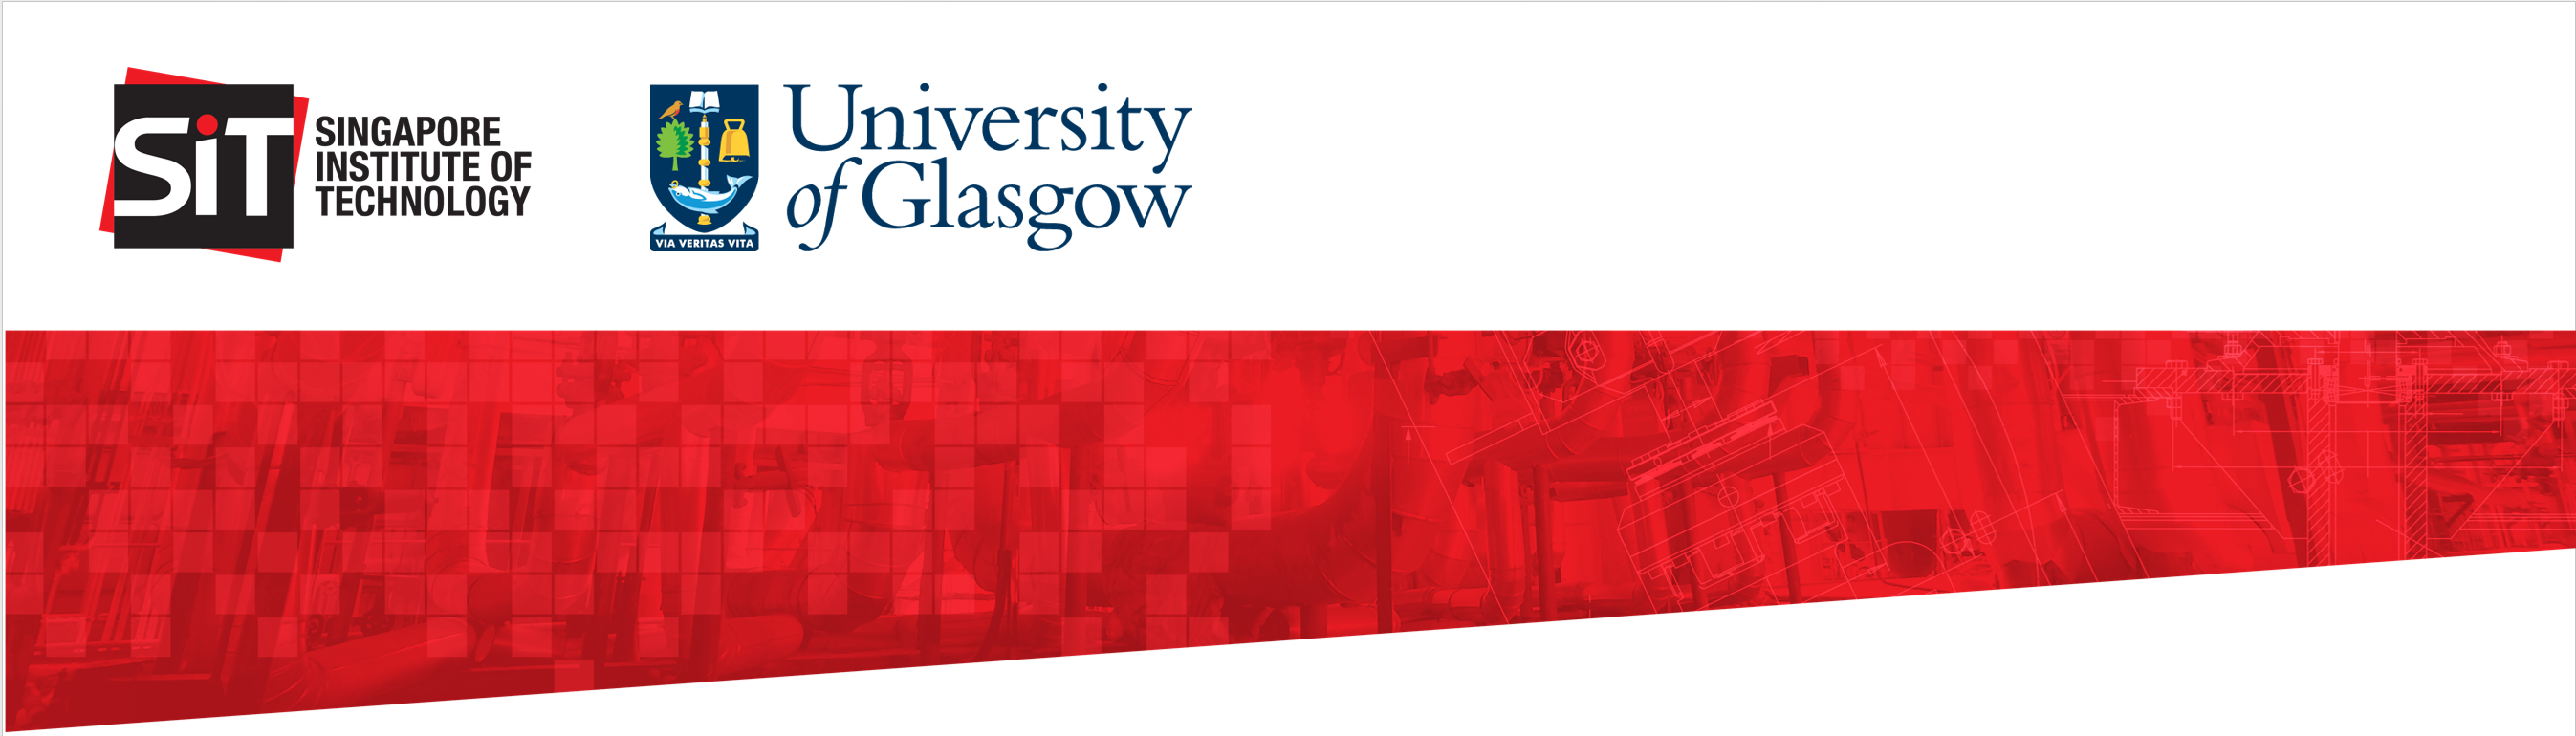 SiT
SINGAPORE
INSTITUTE OF
TECHNOLOGY
University
of Glasgow
VIA VERITAS VITA